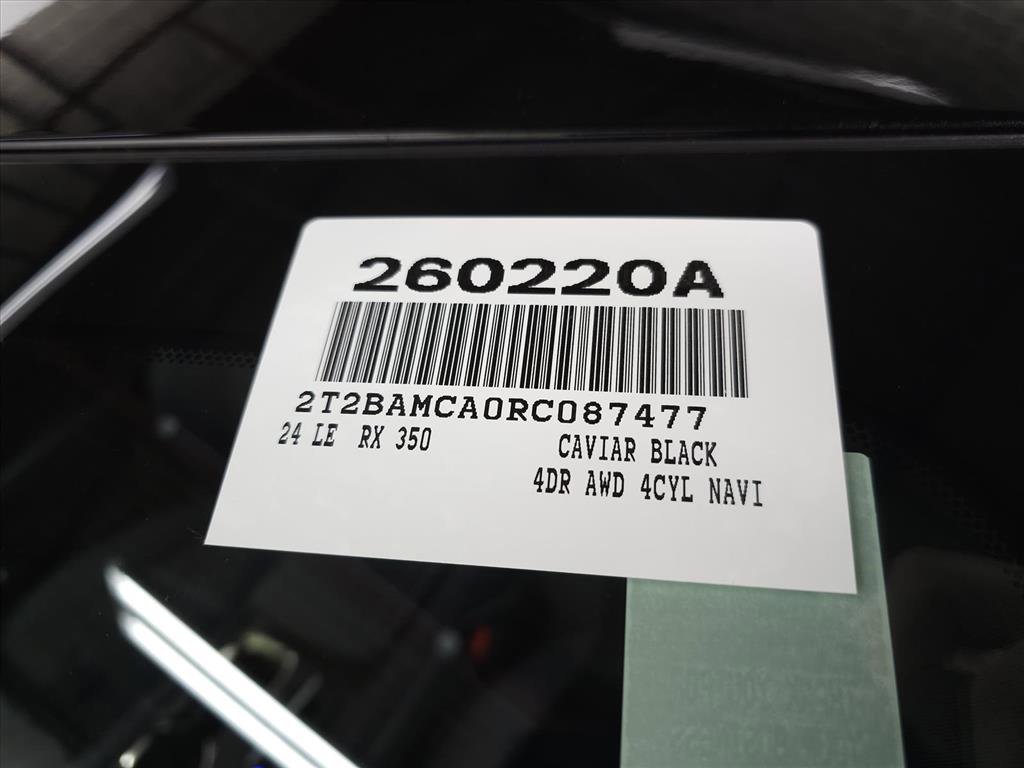 260220A
2T2BAMCA0RC087477
24 LE RX 350 CAVIAR BLACK
4DR AWD 4CYL NAVI